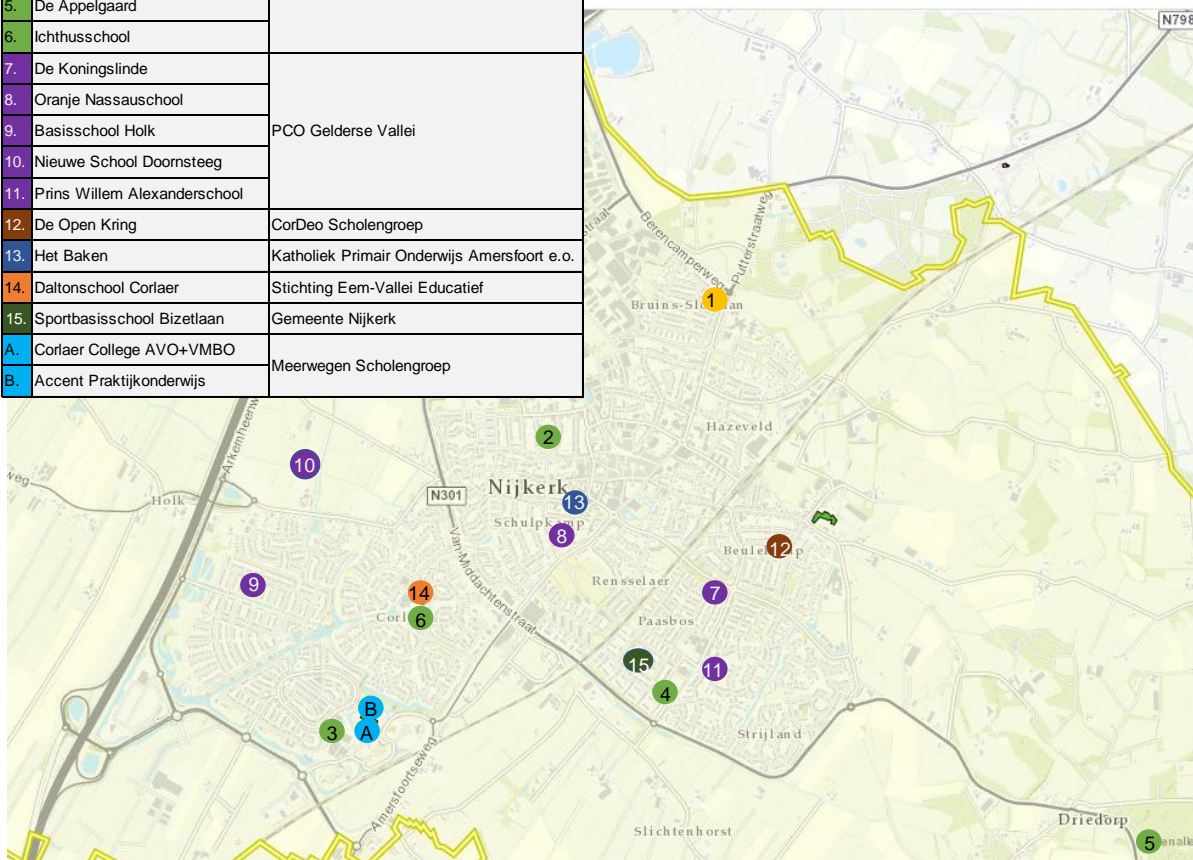 5. De Appelgaard
6. Ichthusschool
7. De Koningslinde
8. Oranje Nassauschool
9. Basisschool Holk
PCO Gelderse Vallei
10. Nieuwe School Doornsteeg
11. Prins Willem Alexanderschool
12. De Open Kring CorDeo Scholengroep
13. Het Baken Katholiek Primair Onderwijs Amersfoort e.o.
14. Daltonschool Corlaer Stichting Eem-Vallei Educatief
15. Sportbasisschool Bizetlaan Gemeente Nijkerk
A. Corlaer College AVO+VMBO
Meerwegen Scholengroep
B. Accent Praktijkonderwijs
N798
Berencamperweg
Putterstraatweg
1
2
Hazeveld
10
Holk
N301
Nijkerk
13
Schulpkamp
8
12
Van-Middachtenstraat
Rensselaer
9
14
7
6
Paasbos
15
11
4
B
3
A
Strijland
Amersfoortseweg
Slichtenhorst
Driedorp
5